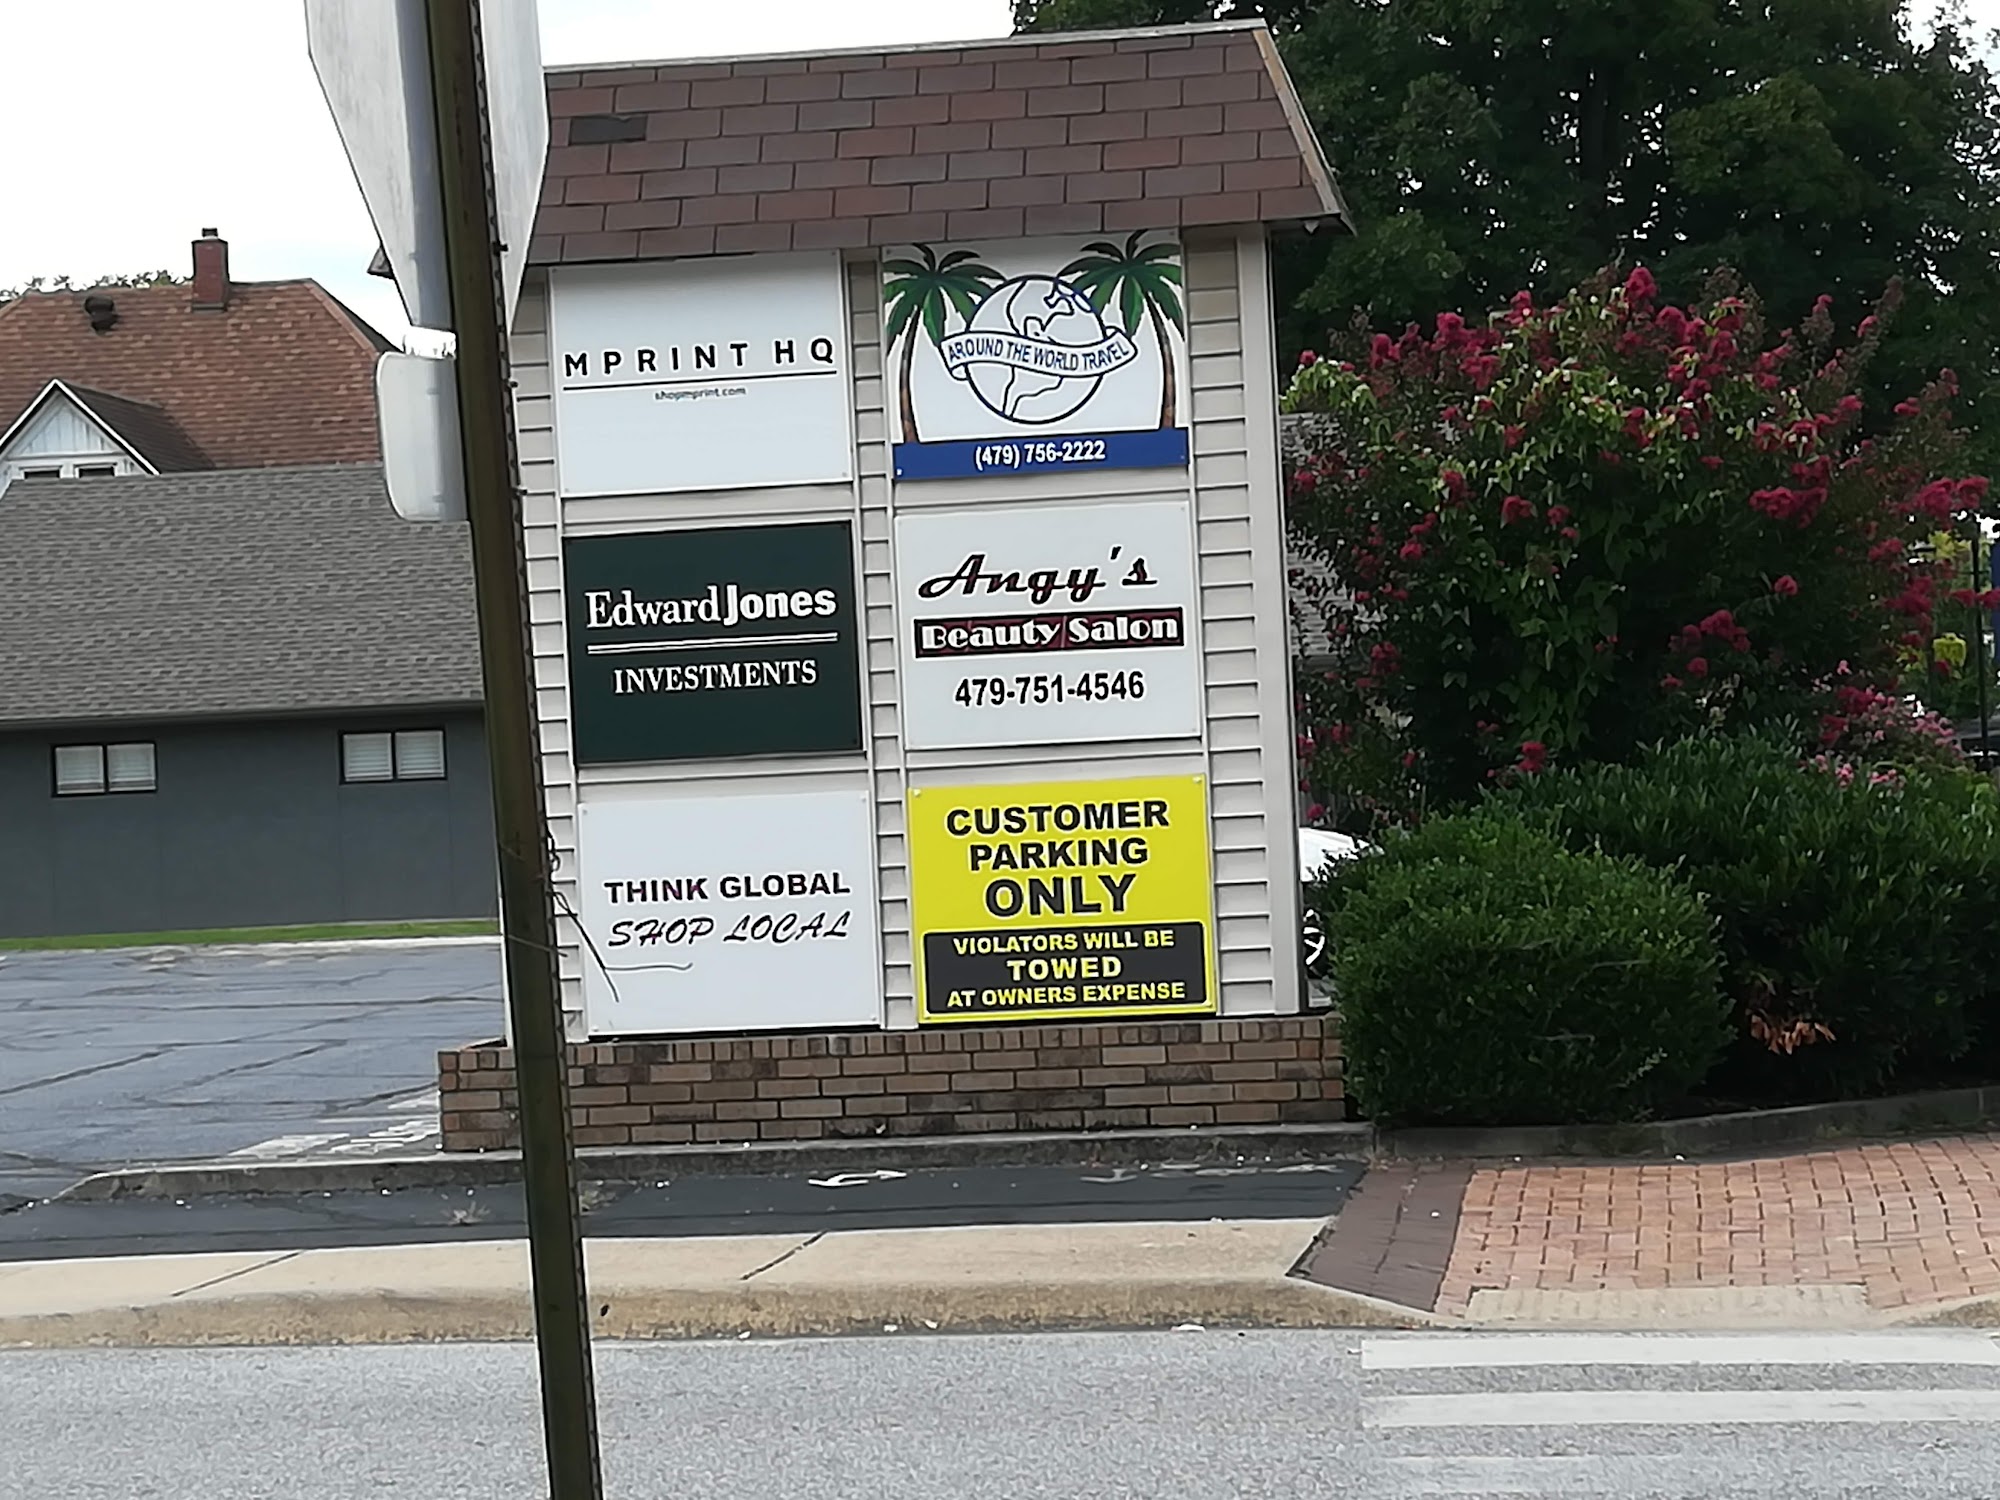 MPRINT HQ
shopmprint.com
AROUND THE WORLD TRAVEL
(479) 756-2222
Edward Jones
INVESTMENTS
Angy's
Beauty Salon
479-751-4546
THINK GLOBAL
SHOP LOCAL
CUSTOMER
PARKING
ONLY
VIOLATORS WILL BE
TOWED
AT OWNERS EXPENSE